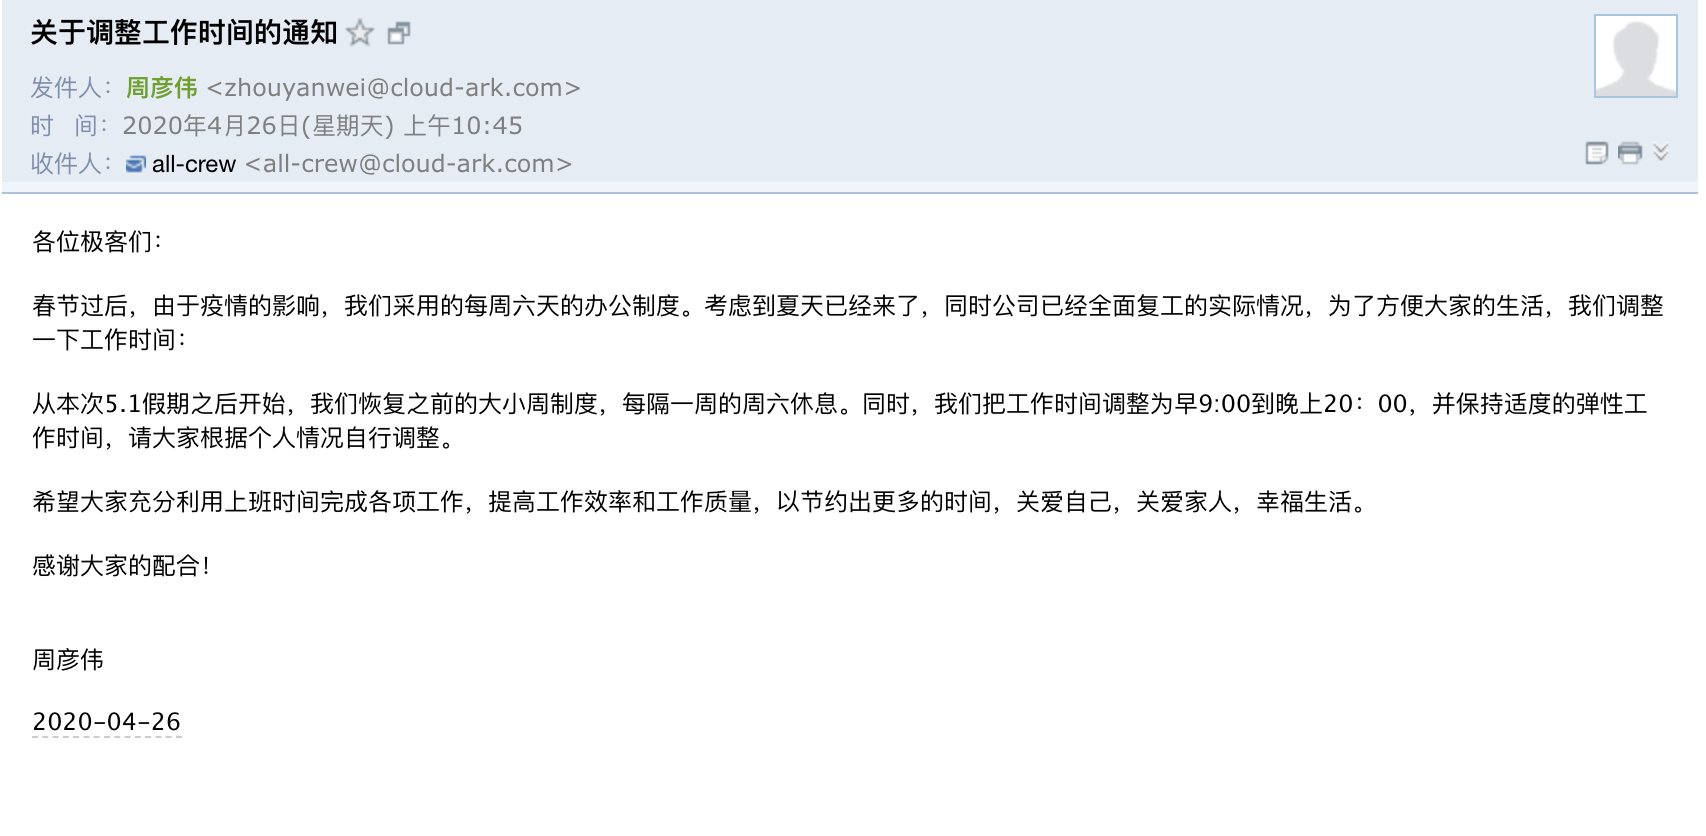 关于调整工作时间的通知
发件人：周彦伟 <zhouyanwei@cloud-ark.com>
时 间：2020年4月26日(星期天) 上午10:45
收件人：all-crew <all-crew@cloud-ark.com>
各位极客们：
春节过后，由于疫情的影响，我们采用的每周六天的办公制度。考虑到夏天已经来了，同时公司已经全面复工的实际情况，为了方便大家的生活，我们调整
一下工作时间：
从本次5.1假期之后开始，我们恢复之前的大小周制度，每隔一周的周六休息。同时，我们把工作时间调整为早9:00到晚上20：00，并保持适度的弹性工
作时间，请大家根据个人情况自行调整。
希望大家充分利用上班时间完成各项工作，提高工作效率和工作质量，以节约出更多的时间，关爱自己，关爱家人，幸福生活。
感谢大家的配合！
周彦伟
2020-04-26